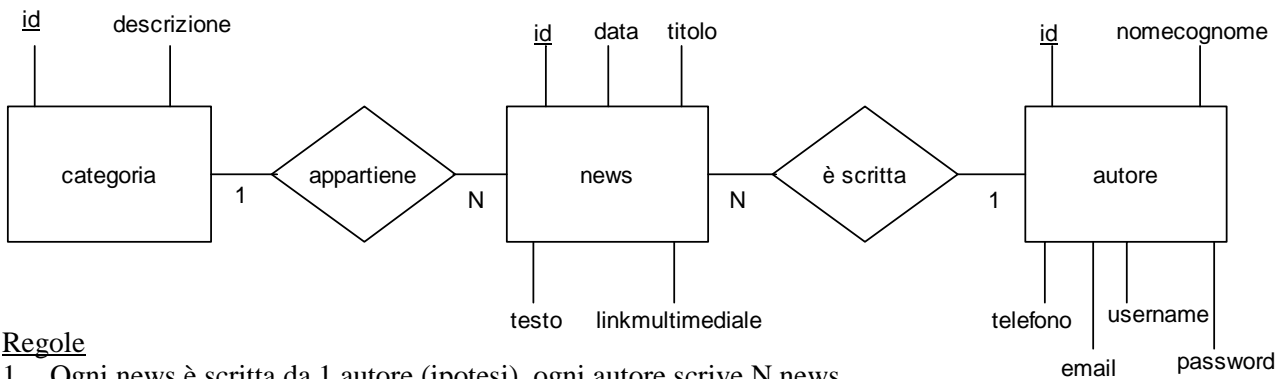 id descrizione id data titolo id nomecognome
categoria appartiene news è scritta autore
1 N N 1
testo linkmultimediale telefono username
email password
Regole
1. Ogni news è scritta da 1 autore (ipotesi), ogni autore scrive N news